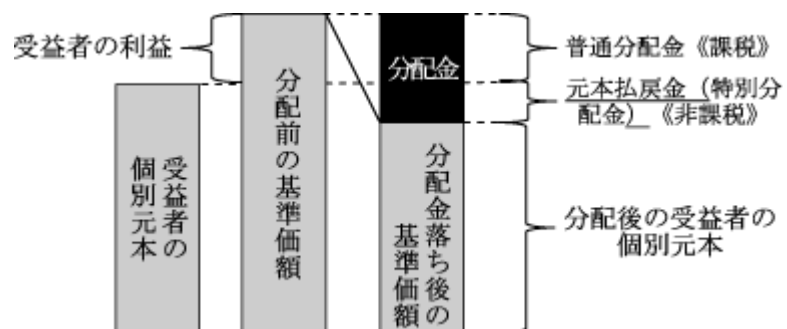 受益者の利益
受益者の
個別元本
分配前の基準価額
分配金
分配金落ち後の
基準価額
普通分配金《課税》
元本払戻金（特別分
配金）《非課税》
分配後の受益者の
個別元本